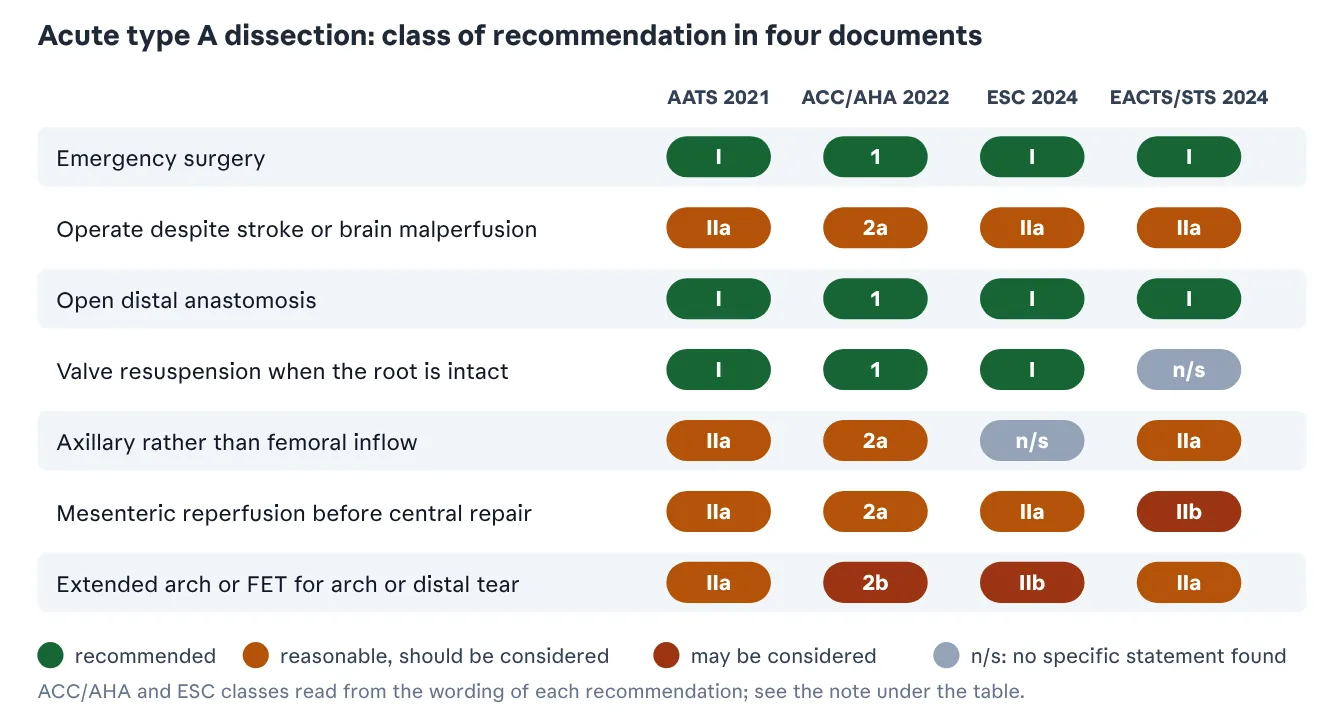 Acute type A dissection: class of recommendation in four documents
AATS 2021 ACC/AHA 2022 ESC 2024 EACTS/STS 2024
Emergency surgery I 1 I I
Operate despite stroke or brain malperfusion IIa 2a IIa IIa
Open distal anastomosis I 1 I I
Valve resuspension when the root is intact I 1 I n/s
Axillary rather than femoral inflow IIa 2a n/s IIa
Mesenteric reperfusion before central repair IIa 2a IIa IIb
Extended arch or FET for arch or distal tear IIa 2b IIb IIa
recommended reasonable, should be considered may be considered n/s: no specific statement found
ACC/AHA and ESC classes read from the wording of each recommendation; see the note under the table.